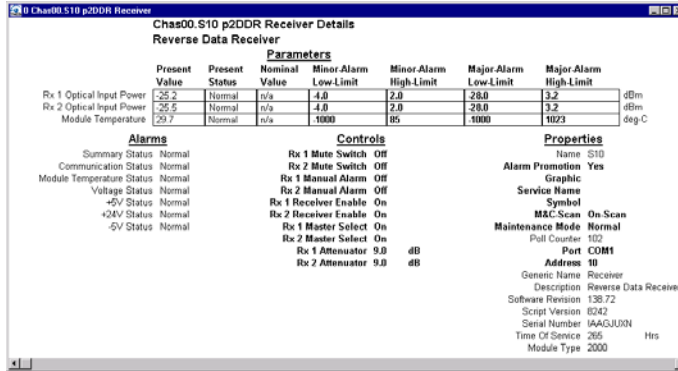 0 Chas00.S10 p2DDR Receiver
Chas00.S10 p2DDR Receiver Details
Reverse Data Receiver
Parameters
Present Value Present Status Nominal Value Minor-Alarm Low-Limit Minor-Alarm High-Limit Major-Alarm Low-Limit Major-Alarm High-Limit
Rx 1 Optical Input Power -25.2 Normal n/a -4.0 2.0 -28.0 3.2 dBm
Rx 2 Optical Input Power -25.5 Normal n/a -4.0 2.0 -28.0 3.2 dBm
Module Temperature 29.7 Normal n/a -1000 85 -1000 1023 deg-C
Alarms
Summary Status Normal
Communication Status Normal
Module Temperature Status Normal
Voltage Status Normal
+5V Status Normal
+24V Status Normal
-5V Status Normal
Controls
Rx 1 Mute Switch Off
Rx 2 Mute Switch Off
Rx 1 Manual Alarm Off
Rx 2 Manual Alarm Off
Rx 1 Receiver Enable On
Rx 2 Receiver Enable On
Rx 1 Master Select On
Rx 2 Master Select On
Rx 1 Attenuator 9.0 dB
Rx 2 Attenuator 9.0 dB
Properties
Name S10
Alarm Promotion Yes
Graphic
Service Name
Symbol
M&C-Scan On-Scan
Maintenance Mode Normal
Poll Counter 102
Port COM1
Address 10
Generic Name Receiver
Description Reverse Data Receive
Software Revision 138.72
Script Version 8242
Serial Number IAAGJUXN
Time Of Service 265 Hrs
Module Type 2000